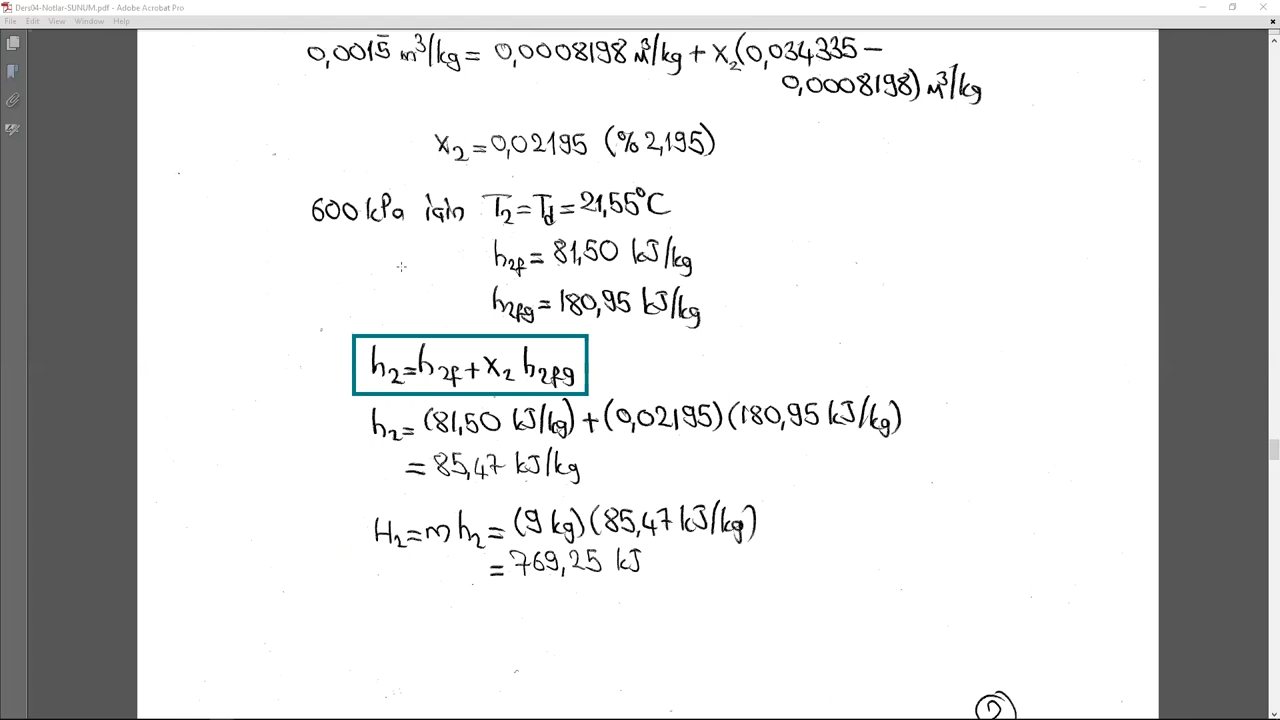 Ders04-Notlar-SUNUM.pdf - Adobe Acrobat Pro
File Edit View Window Help
0,0015 m³/kg = 0,0008198 m³/kg + x₂(0,034335 −
0,0008198) m³/kg
x₂ = 0,02195 (% 2,195)
600 kPa için T₂ = T_d = 21,55°C
h₂f = 81,50 kJ/kg
h₂fg = 180,95 kJ/kg
h₂ = h₂f + x₂ h₂fg
h₂ = (81,50 kJ/kg) + (0,02195)(180,95 kJ/kg)
= 85,47 kJ/kg
H₂ = m h₂ = (9 kg)(85,47 kJ/kg)
= 769,25 kJ